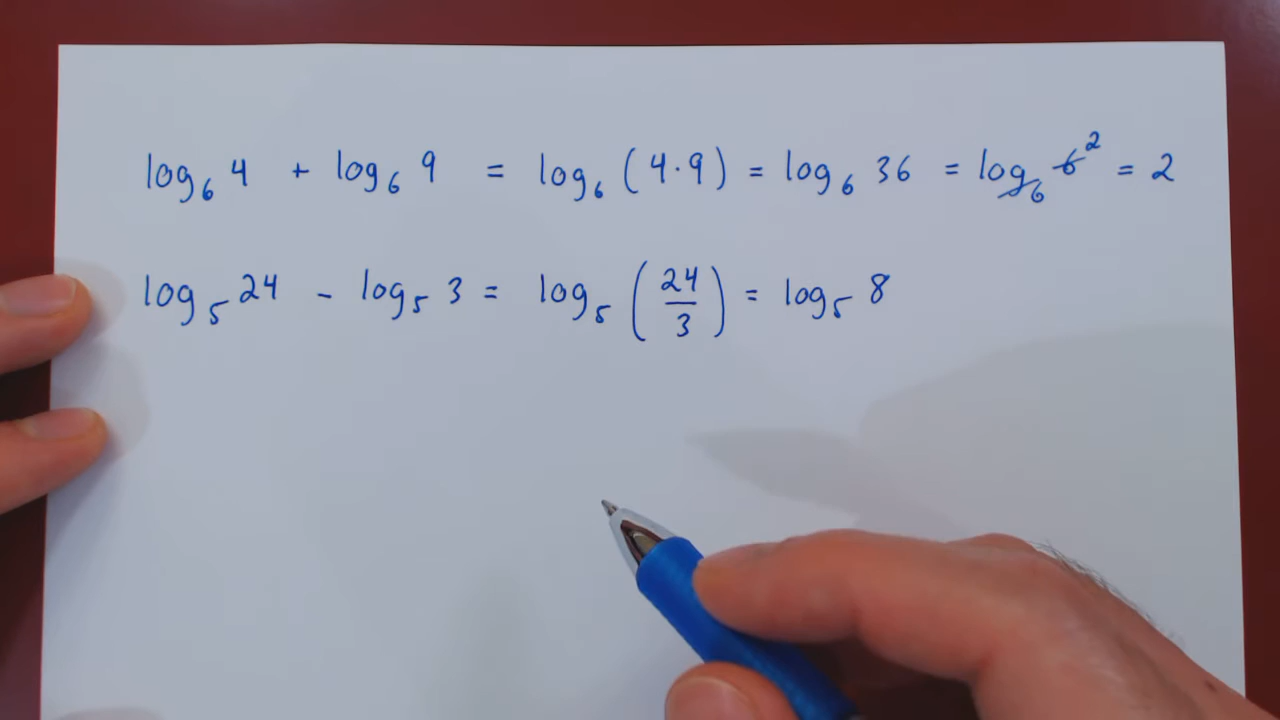 log₆ 4 + log₆ 9 = log₆ (4·9) = log₆ 36 = log₆ 6² = 2
log₅ 24 - log₅ 3 = log₅ (24/3) = log₅ 8